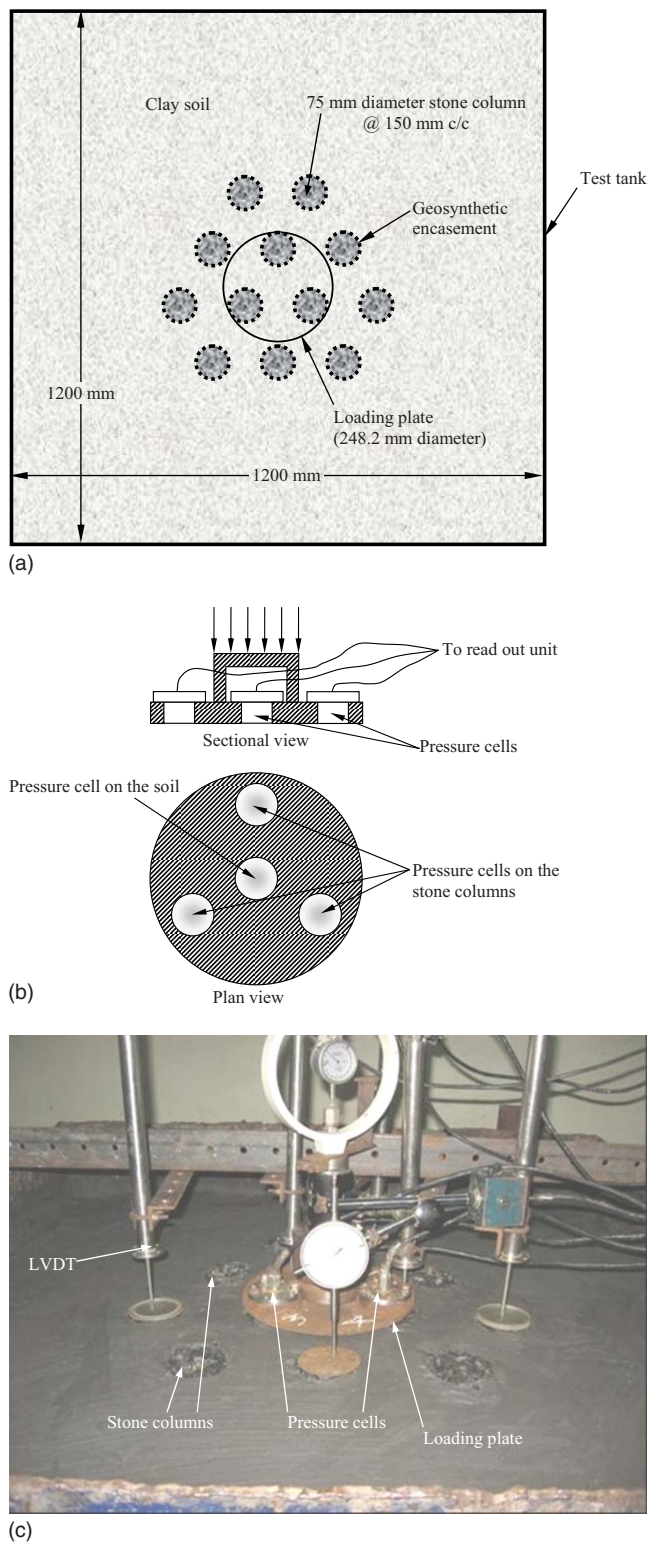 Clay soil
75 mm diameter stone column
@ 150 mm c/c
Test tank
Geosynthetic
encasement
1200 mm
Loading plate
(248.2 mm diameter)
1200 mm
(a)
To read out unit
Sectional view
Pressure cells
Pressure cell on the soil
Pressure cells on the
stone columns
(b)
Plan view
LVDT
Stone columns
Pressure cells
Loading plate
(c)